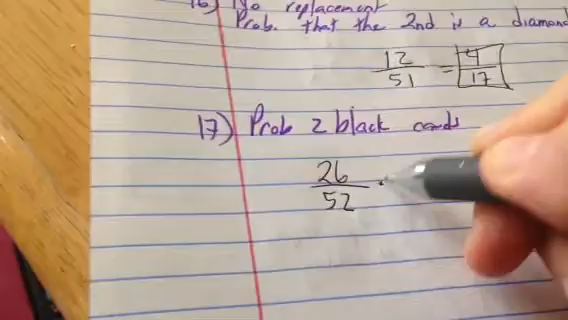 16) No replacement
Prob. that the 2nd is a diamond
12/51 = 4/17
17) Prob 2 black cards
26/52 ·